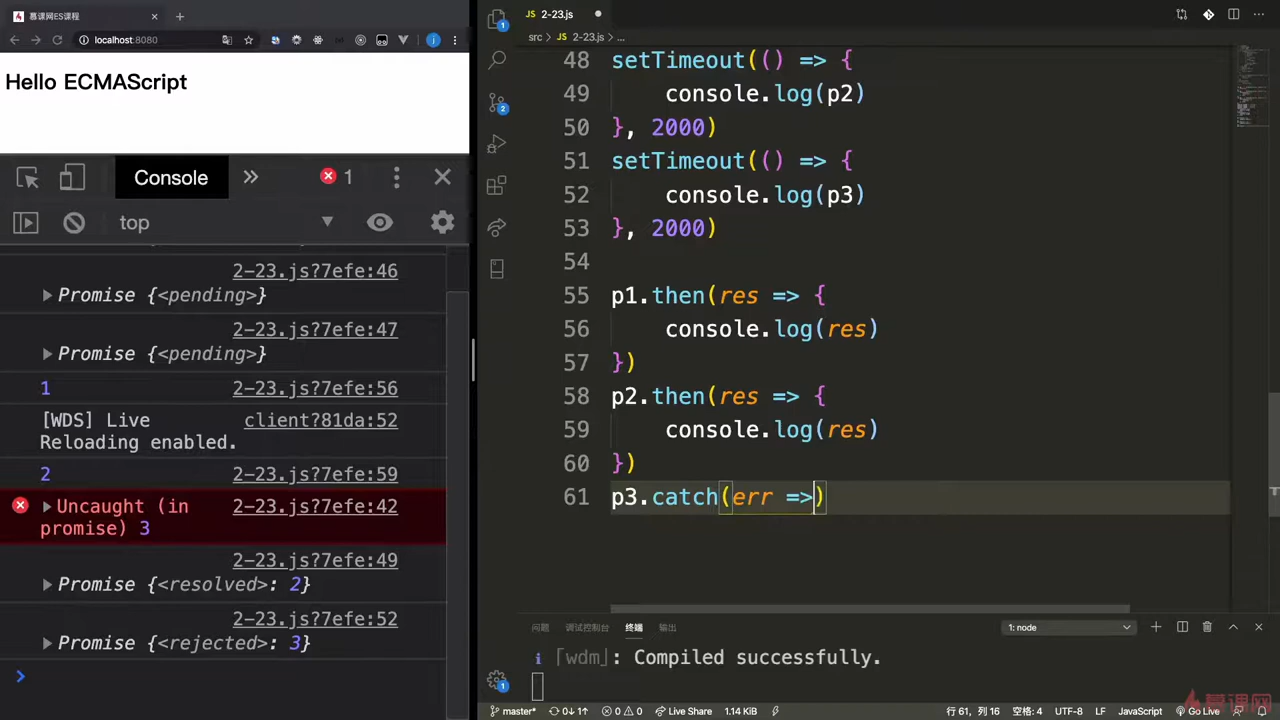 慕课网ES课程
localhost:8080
Hello ECMAScript
Console
1
top
2-23.js?7efe:46
Promise {<pending>}
2-23.js?7efe:47
Promise {<pending>}
1 2-23.js?7efe:56
[WDS] Live client?81da:52
Reloading enabled.
2 2-23.js?7efe:59
Uncaught (in 2-23.js?7efe:42
promise) 3
2-23.js?7efe:49
Promise {<resolved>: 2}
2-23.js?7efe:52
Promise {<rejected>: 3}
2-23.js
src > 2-23.js > ...
48 setTimeout(() => {
49 console.log(p2)
50 }, 2000)
51 setTimeout(() => {
52 console.log(p3)
53 }, 2000)
54
55 p1.then(res => {
56 console.log(res)
57 })
58 p2.then(res => {
59 console.log(res)
60 })
61 p3.catch(err =>)
问题 调试控制台 终端 输出
1: node
i ｢wdm｣: Compiled successfully.
master* 0↓ 1↑ 0 0 Live Share 1.14 KiB
行 61, 列 16 空格: 4 UTF-8 LF JavaScript Go Live
慕课网